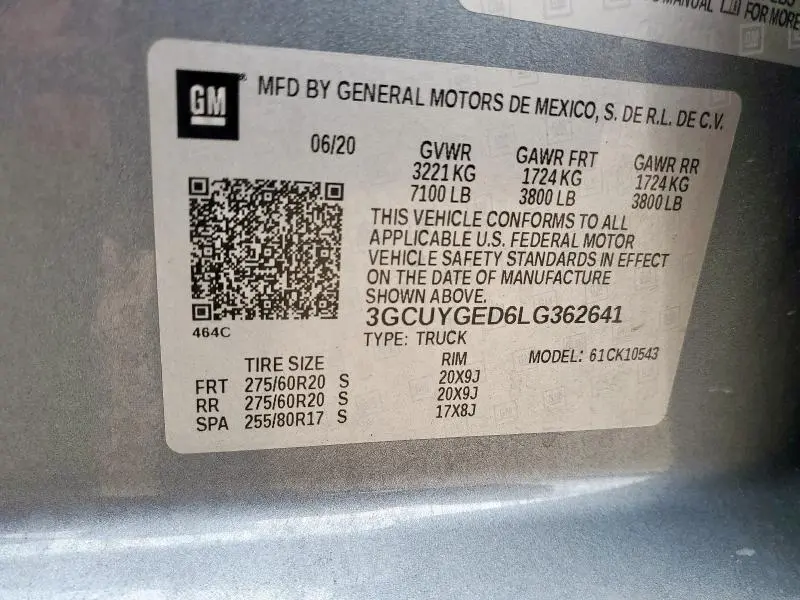 MANUAL
FOR MORE
GM
MFD BY GENERAL MOTORS DE MEXICO, S. DE R.L. DE C.V.
06/20 GVWR GAWR FRT GAWR RR
3221 KG 1724 KG 1724 KG
7100 LB 3800 LB 3800 LB
THIS VEHICLE CONFORMS TO ALL
APPLICABLE U.S. FEDERAL MOTOR
VEHICLE SAFETY STANDARDS IN EFFECT
ON THE DATE OF MANUFACTURE
SHOWN ABOVE.
464C
3GCUYGED6LG362641
TYPE: TRUCK MODEL: 61CK10543
TIRE SIZE RIM
FRT 275/60R20 S 20X9J
RR 275/60R20 S 20X9J
SPA 255/80R17 S 17X8J